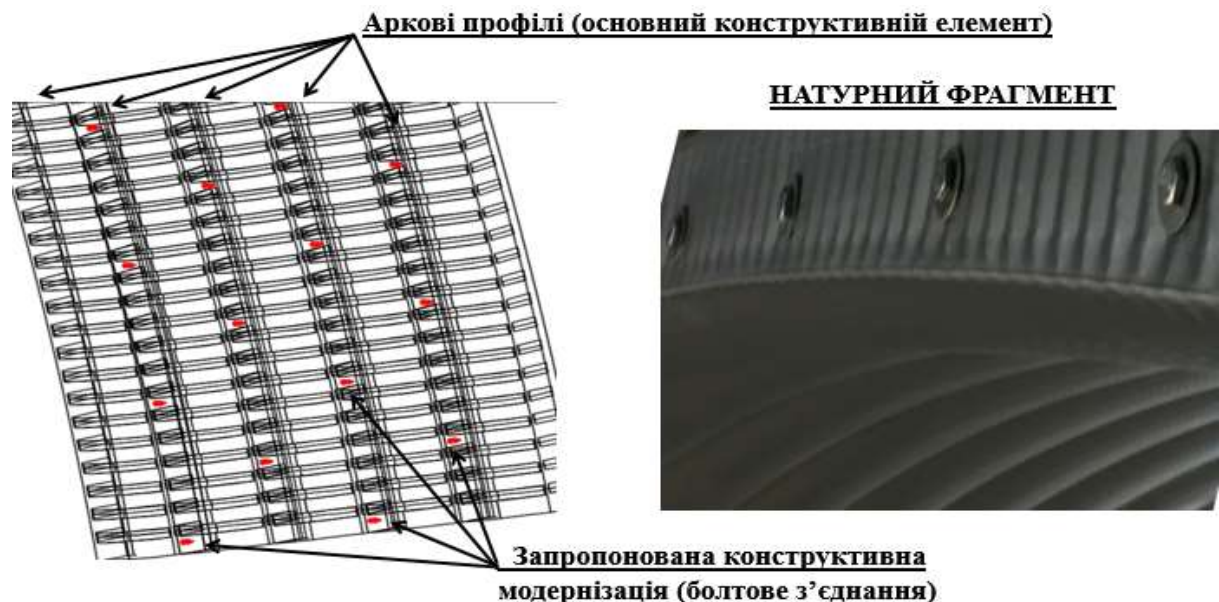 Аркові профілі (основний конструктивній елемент)
НАТУРНИЙ ФРАГМЕНТ
Запропонована конструктивна
модернізація (болтове з’єднання)